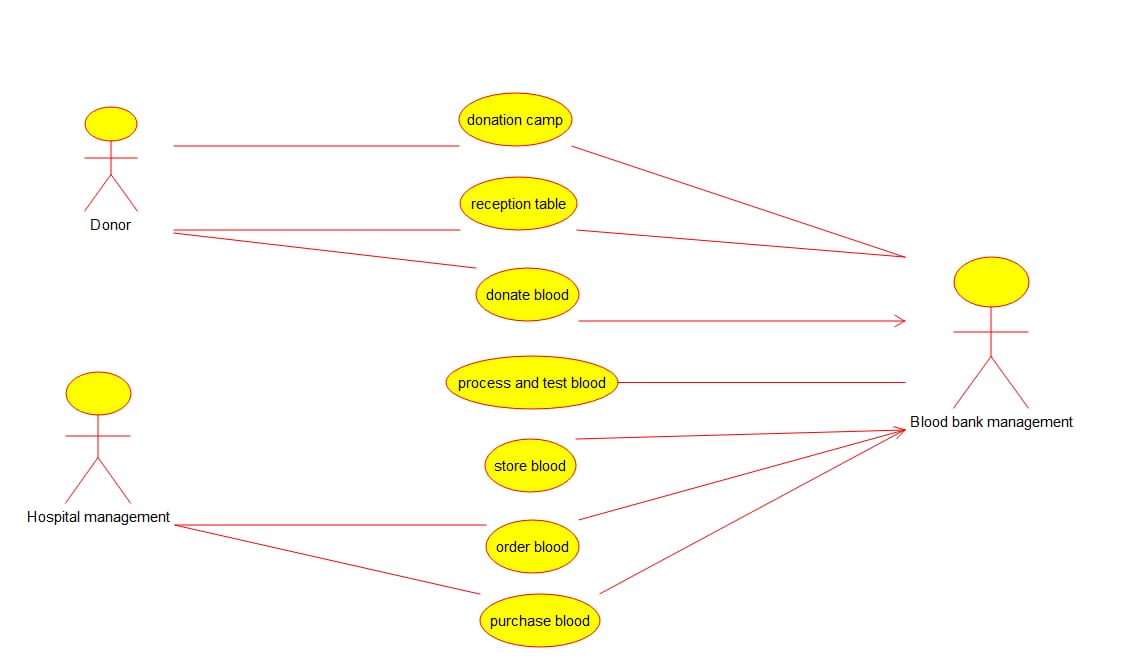 donation camp
reception table
Donor
donate blood
process and test blood
Blood bank management
store blood
Hospital management
order blood
purchase blood